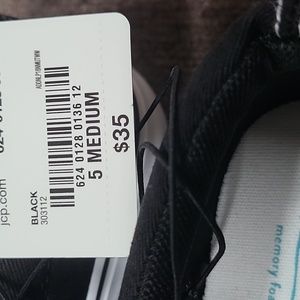 jcp.com
BLACK
303112
624 0128 0136 12
5 MEDIUM
$35
memory foa